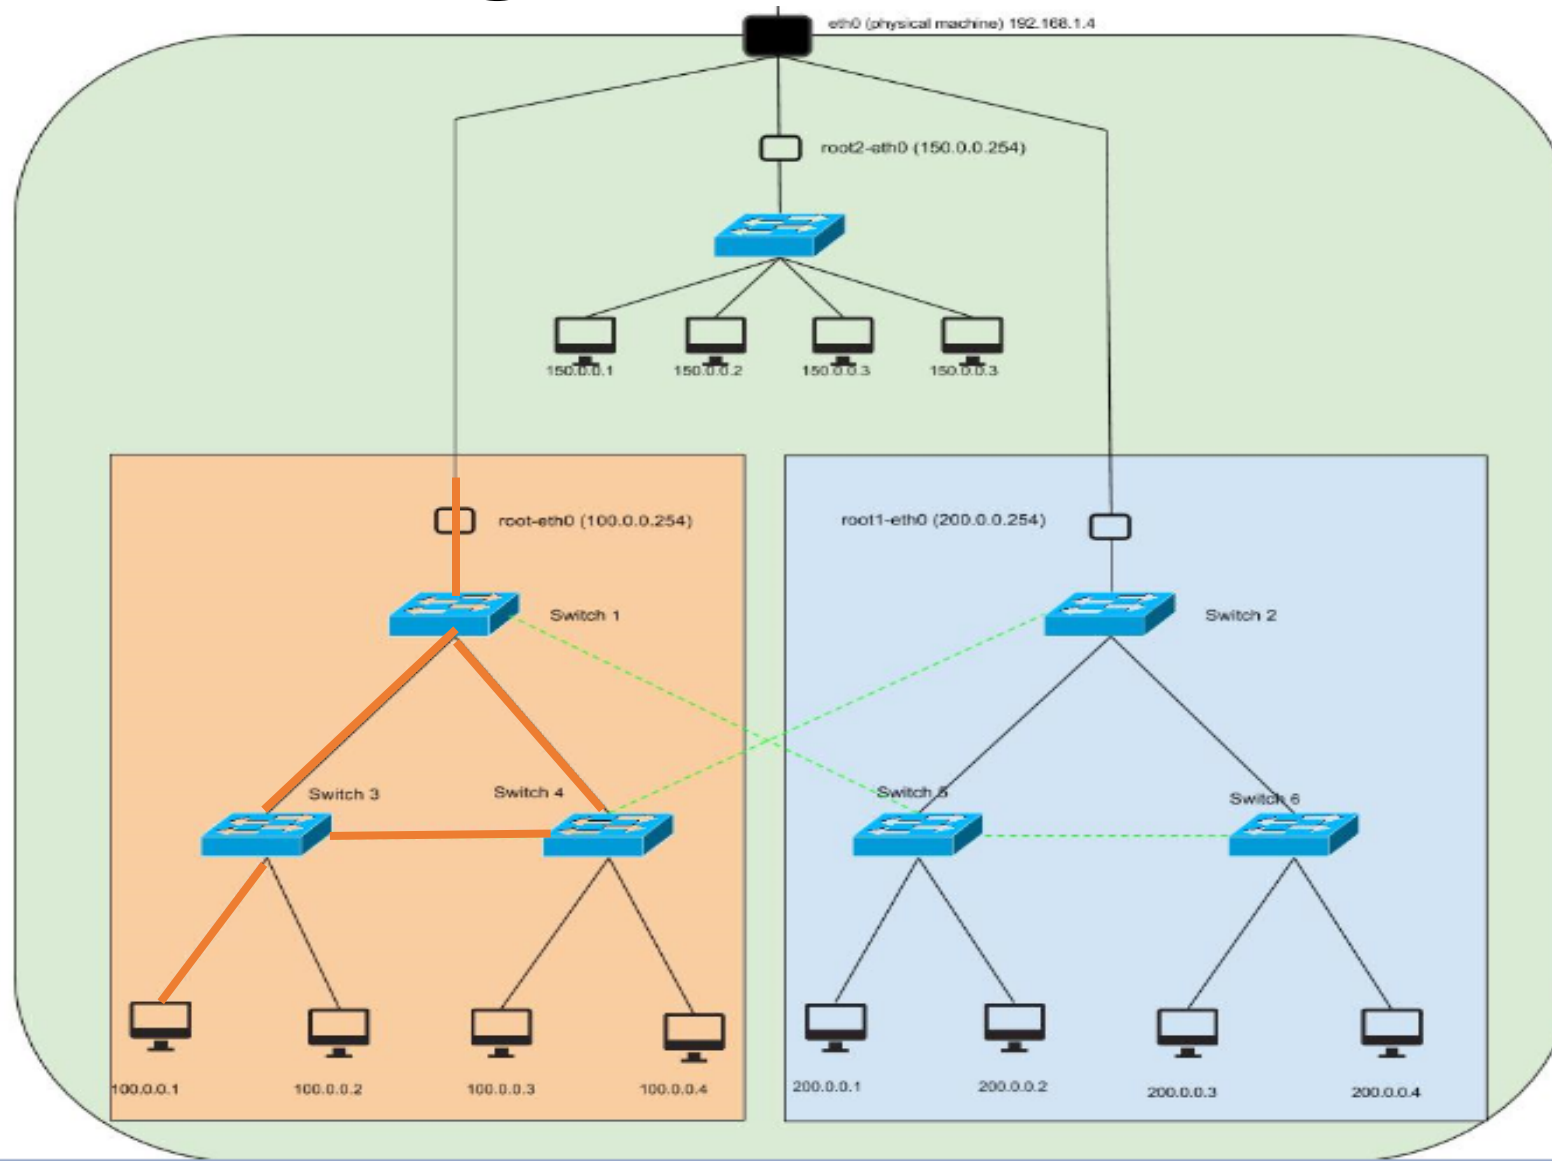 eth0 (physical machine) 192.168.1.4
root2-eth0 (150.0.0.254)
150.0.0.1
150.0.0.2
150.0.0.3
150.0.0.3
root-eth0 (100.0.0.254)
root1-eth0 (200.0.0.254)
Switch 1
Switch 2
Switch 3
Switch 4
Switch 5
Switch 6
100.0.0.1
100.0.0.2
100.0.0.3
100.0.0.4
200.0.0.1
200.0.0.2
200.0.0.3
200.0.0.4